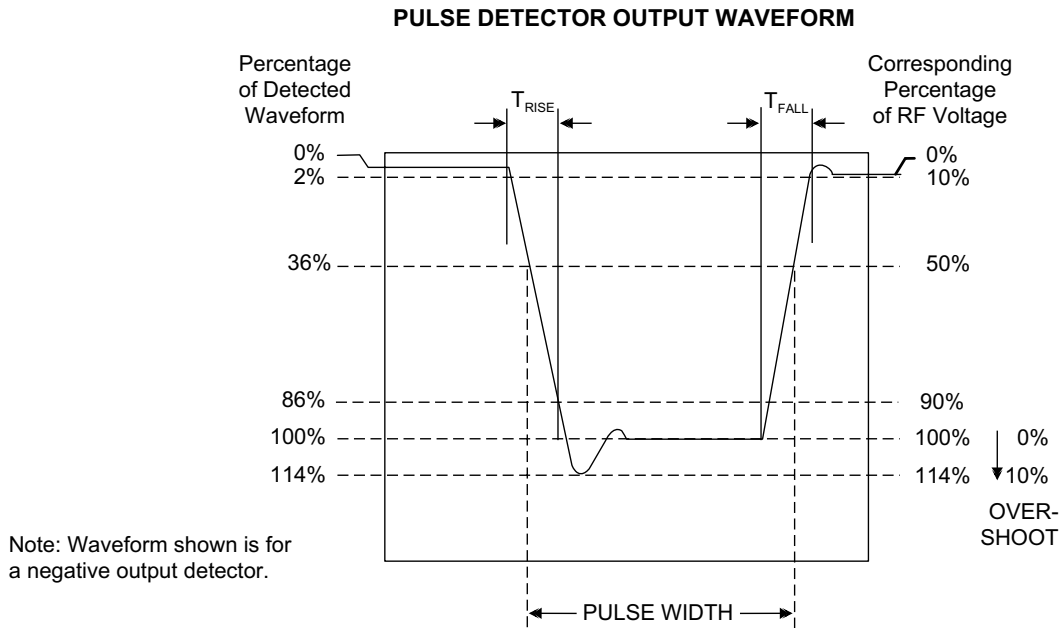 PULSE DETECTOR OUTPUT WAVEFORM
Percentage
of Detected
Waveform
T_RISE
T_FALL
Corresponding
Percentage
of RF Voltage
0%
0%
2%
10%
36%
50%
86%
90%
100%
100%
0%
114%
114%
10%
OVER-
SHOOT
Note: Waveform shown is for
a negative output detector.
PULSE WIDTH